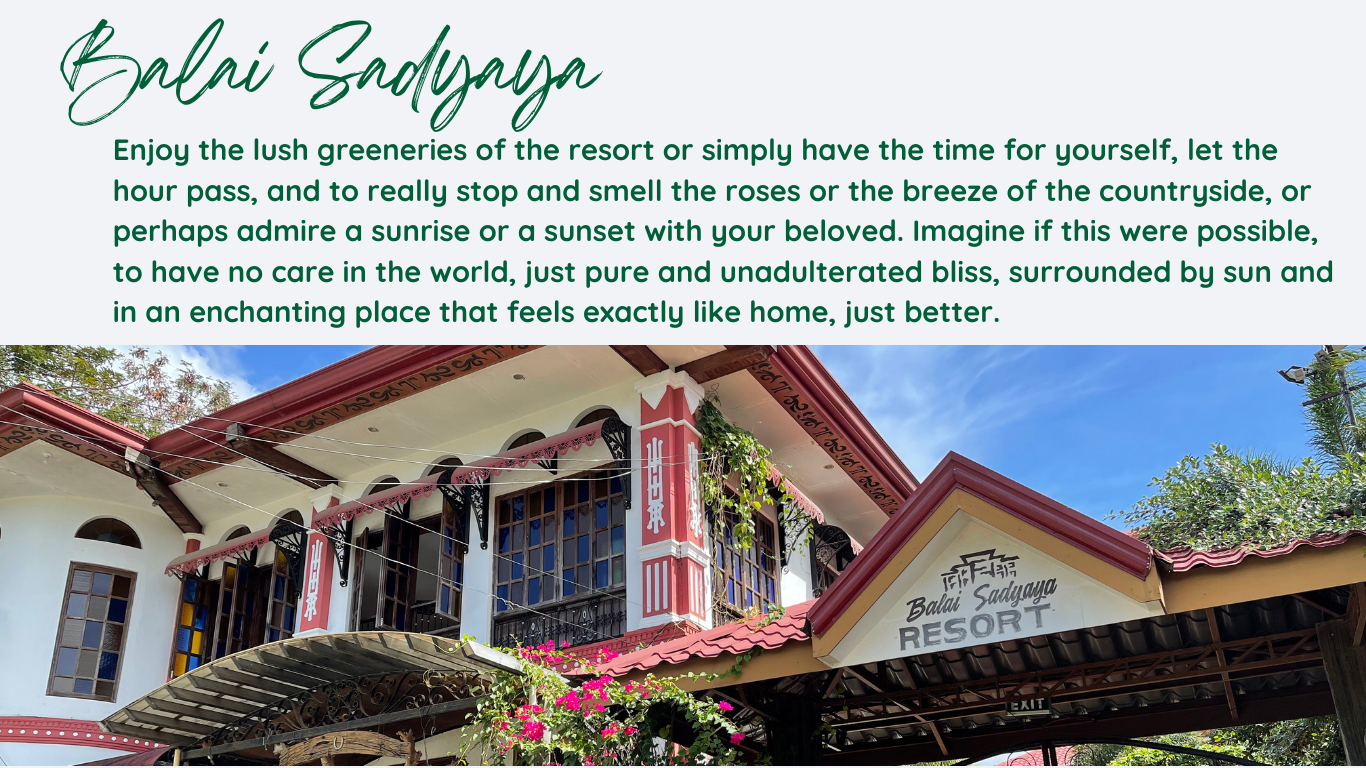 Balai Sadyaya
Enjoy the lush greeneries of the resort or simply have the time for yourself, let the
hour pass, and to really stop and smell the roses or the breeze of the countryside, or
perhaps admire a sunrise or a sunset with your beloved. Imagine if this were possible,
to have no care in the world, just pure and unadulterated bliss, surrounded by sun and
in an enchanting place that feels exactly like home, just better.
Balai Sadyaya
RESORT
EXIT